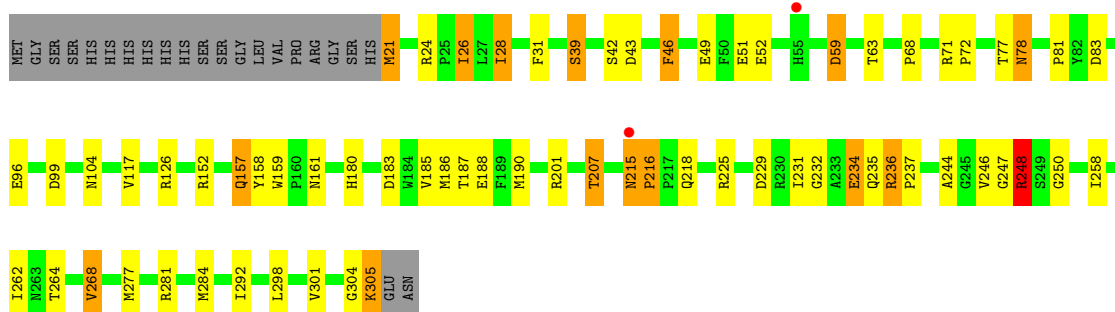 MET GLY SER SER HIS HIS HIS HIS HIS HIS SER SER GLY LEU VAL PRO ARG GLY SER HIS M21 R24 P25 I26 L27 I28 F31 S39 S42 D43 F46 E49 F50 E51 E52 H55 D59 T63 P68 R71 P72 T77 N78 P81 Y82 D83
E96 D99 N104 V117 R126 R152 Q157 Y158 W159 P160 N161 H180 D183 W184 V185 M186 T187 E188 F189 M190 R201 T207 N215 P216 P217 Q218 R225 D229 R230 I231 G232 A233 E234 Q235 R236 P237 A244 G245 V246 G247 R248 S249 G250 I258
I262 N263 T264 V268 M277 R281 M284 I292 L298 V301 G304 K305 GLU ASN